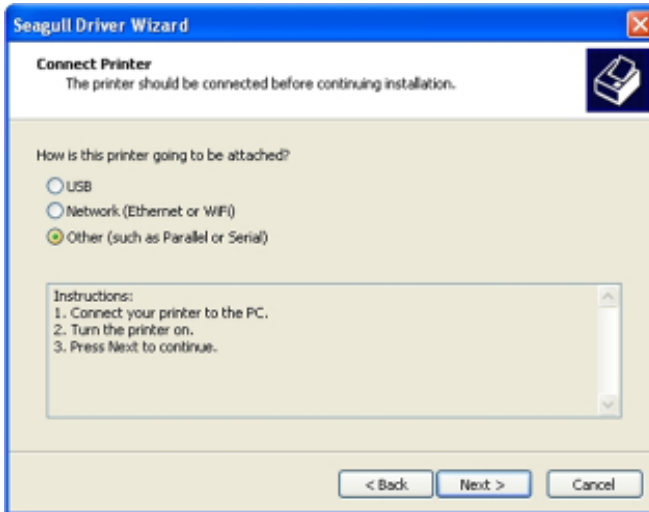 Seagull Driver Wizard
Connect Printer
The printer should be connected before continuing installation.
How is this printer going to be attached?
USB
Network (Ethernet or WiFi)
Other (such as Parallel or Serial)
Instructions:
1. Connect your printer to the PC.
2. Turn the printer on.
3. Press Next to continue.
< Back Next > Cancel